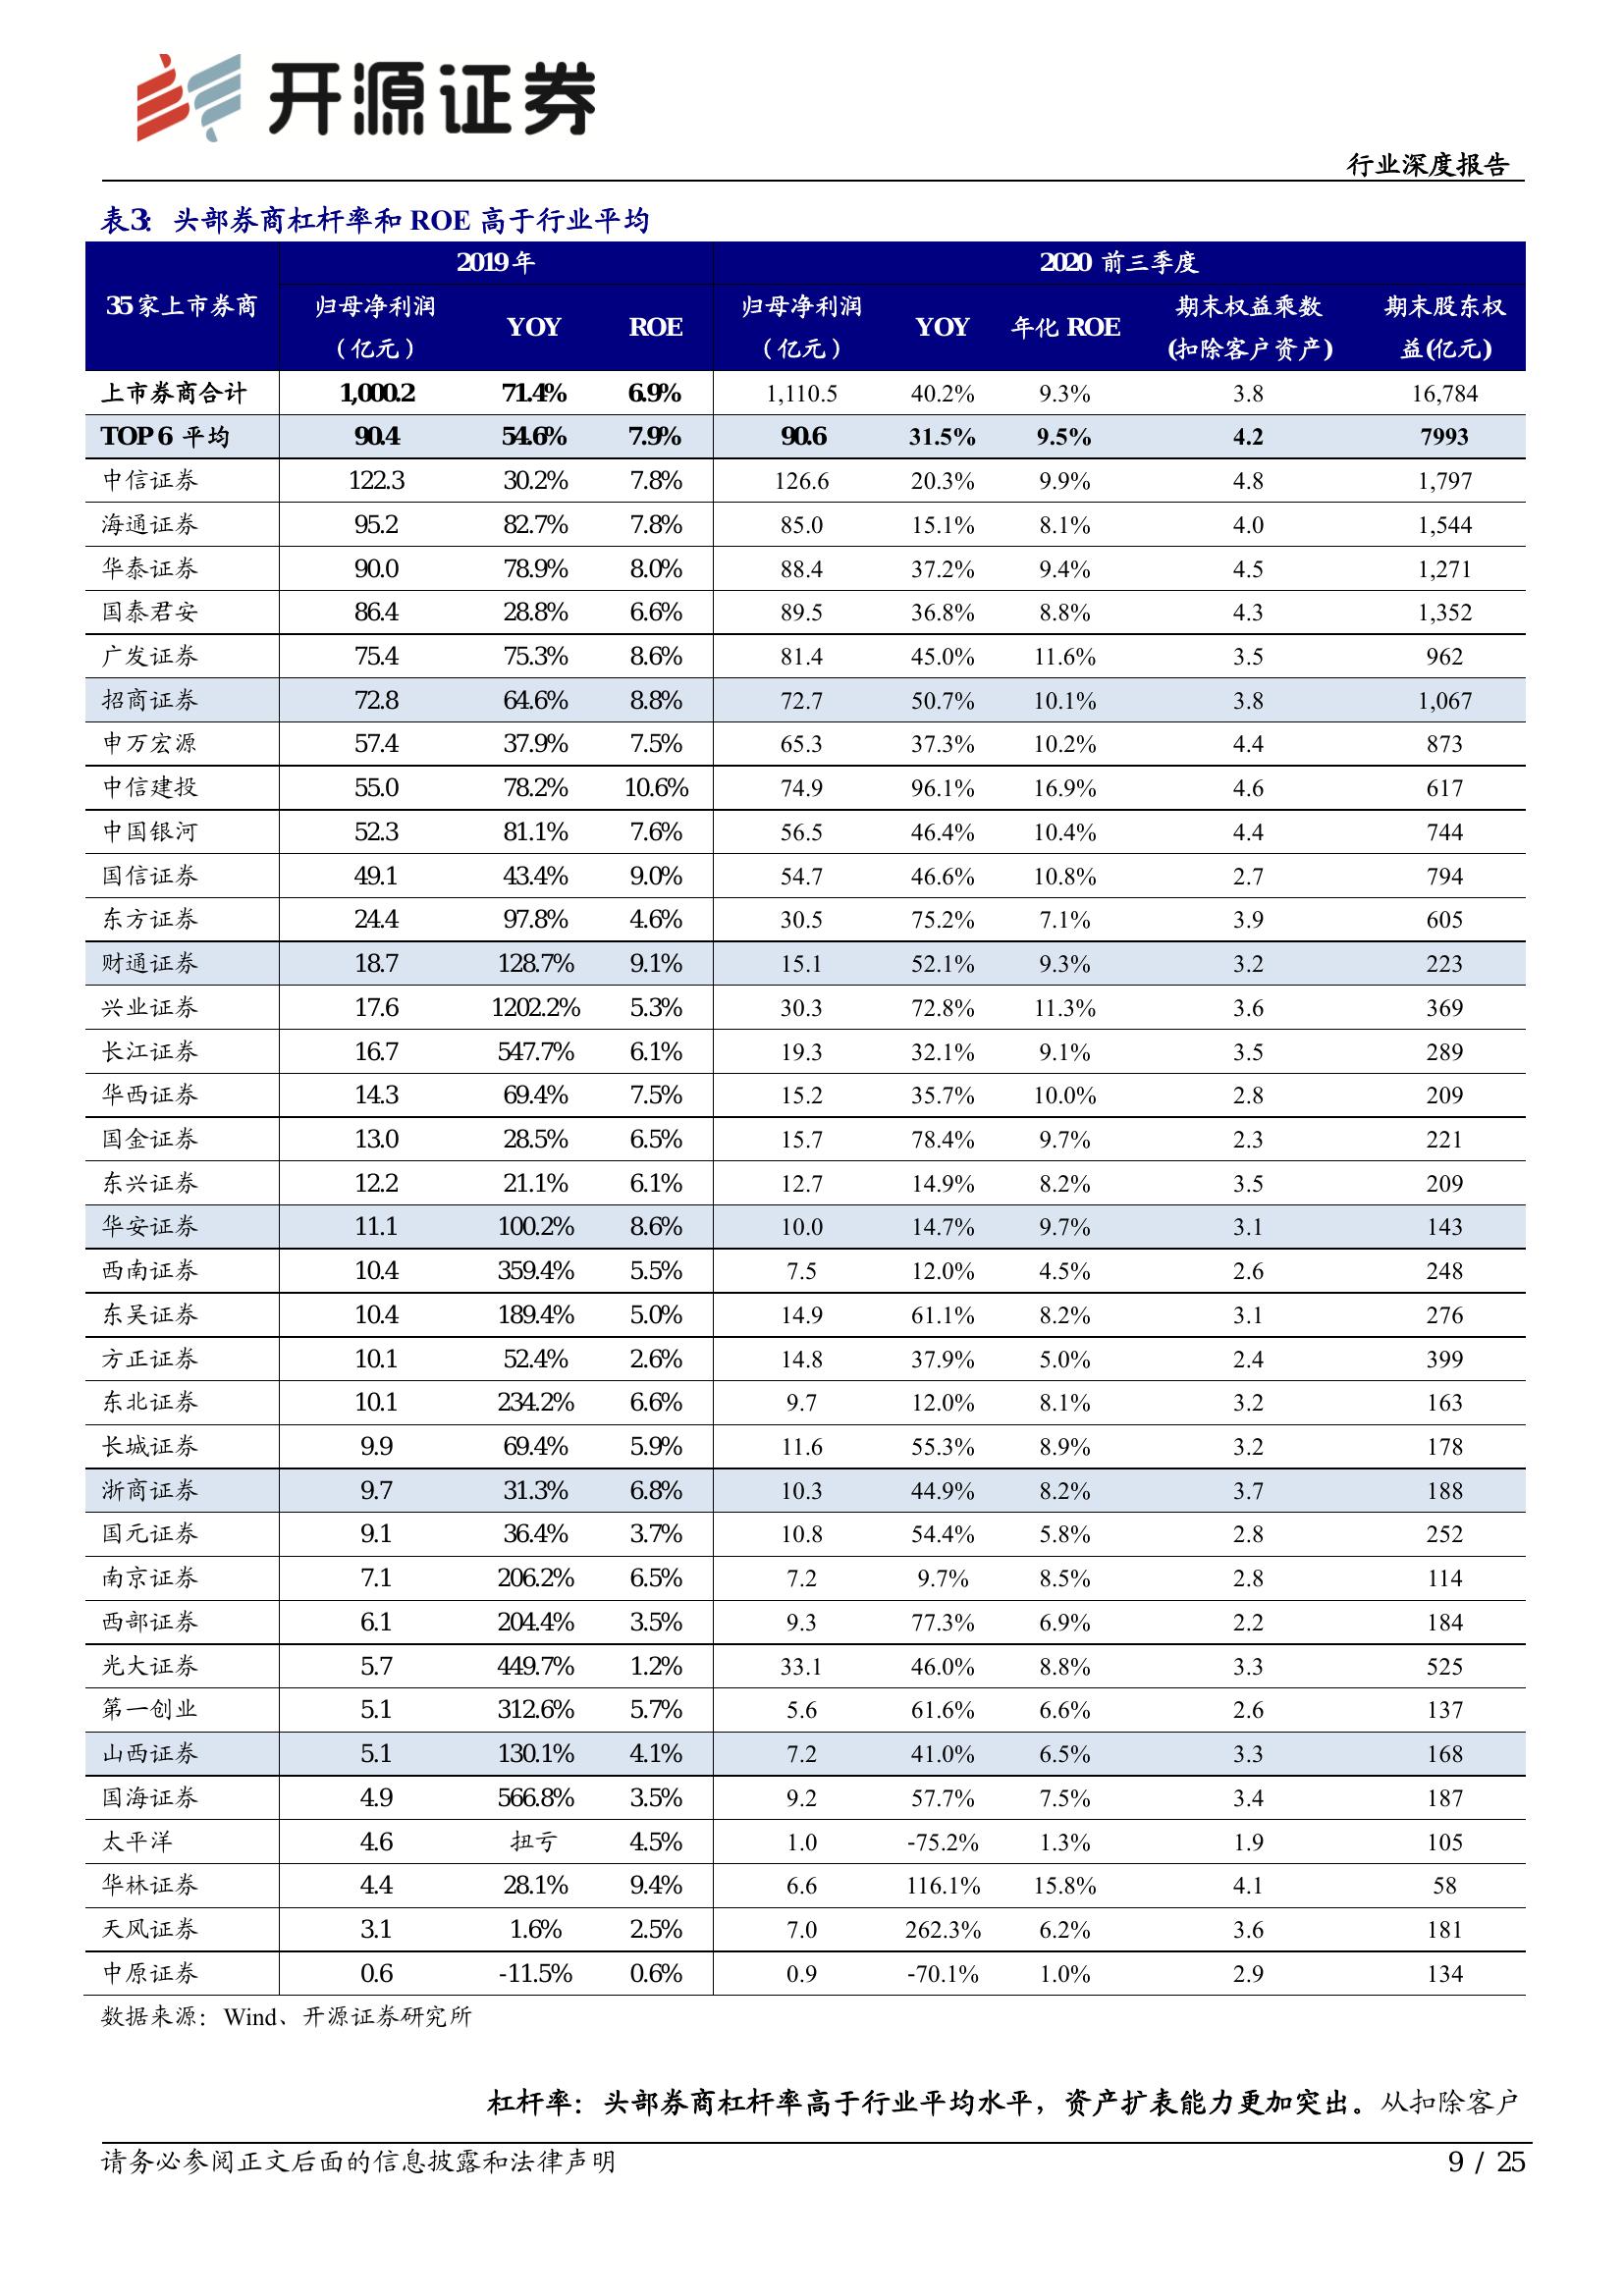 开源证券
行业深度报告
表3：头部券商杠杆率和 ROE 高于行业平均
35 家上市券商 2019 年 2020 前三季度
归母净利润（亿元） YOY ROE 归母净利润（亿元） YOY 年化 ROE 期末权益乘数(扣除客户资产) 期末股东权益(亿元)
上市券商合计 1,000.2 71.4% 6.9% 1,110.5 40.2% 9.3% 3.8 16,784
TOP 6 平均 90.4 54.6% 7.9% 90.6 31.5% 9.5% 4.2 7993
中信证券 122.3 30.2% 7.8% 126.6 20.3% 9.9% 4.8 1,797
海通证券 95.2 82.7% 7.8% 85.0 15.1% 8.1% 4.0 1,544
华泰证券 90.0 78.9% 8.0% 88.4 37.2% 9.4% 4.5 1,271
国泰君安 86.4 28.8% 6.6% 89.5 36.8% 8.8% 4.3 1,352
广发证券 75.4 75.3% 8.6% 81.4 45.0% 11.6% 3.5 962
招商证券 72.8 64.6% 8.8% 72.7 50.7% 10.1% 3.8 1,067
申万宏源 57.4 37.9% 7.5% 65.3 37.3% 10.2% 4.4 873
中信建投 55.0 78.2% 10.6% 74.9 96.1% 16.9% 4.6 617
中国银河 52.3 81.1% 7.6% 56.5 46.4% 10.4% 4.4 744
国信证券 49.1 43.4% 9.0% 54.7 46.6% 10.8% 2.7 794
东方证券 24.4 97.8% 4.6% 30.5 75.2% 7.1% 3.9 605
财通证券 18.7 128.7% 9.1% 15.1 52.1% 9.3% 3.2 223
兴业证券 17.6 1202.2% 5.3% 30.3 72.8% 11.3% 3.6 369
长江证券 16.7 547.7% 6.1% 19.3 32.1% 9.1% 3.5 289
华西证券 14.3 69.4% 7.5% 15.2 35.7% 10.0% 2.8 209
国金证券 13.0 28.5% 6.5% 15.7 78.4% 9.7% 2.3 221
东兴证券 12.2 21.1% 6.1% 12.7 14.9% 8.2% 3.5 209
华安证券 11.1 100.2% 8.6% 10.0 14.7% 9.7% 3.1 143
西南证券 10.4 359.4% 5.5% 7.5 12.0% 4.5% 2.6 248
东吴证券 10.4 189.4% 5.0% 14.9 61.1% 8.2% 3.1 276
方正证券 10.1 52.4% 2.6% 14.8 37.9% 5.0% 2.4 399
东北证券 10.1 234.2% 6.6% 9.7 12.0% 8.1% 3.2 163
长城证券 9.9 69.4% 5.9% 11.6 55.3% 8.9% 3.2 178
浙商证券 9.7 31.3% 6.8% 10.3 44.9% 8.2% 3.7 188
国元证券 9.1 36.4% 3.7% 10.8 54.4% 5.8% 2.8 252
南京证券 7.1 206.2% 6.5% 7.2 9.7% 8.5% 2.8 114
西部证券 6.1 204.4% 3.5% 9.3 77.3% 6.9% 2.2 184
光大证券 5.7 449.7% 1.2% 33.1 46.0% 8.8% 3.3 525
第一创业 5.1 312.6% 5.7% 5.6 61.6% 6.6% 2.6 137
山西证券 5.1 130.1% 4.1% 7.2 41.0% 6.5% 3.3 168
国海证券 4.9 566.8% 3.5% 9.2 57.7% 7.5% 3.4 187
太平洋 4.6 扭亏 4.5% 1.0 -75.2% 1.3% 1.9 105
华林证券 4.4 28.1% 9.4% 6.6 116.1% 15.8% 4.1 58
天风证券 3.1 1.6% 2.5% 7.0 262.3% 6.2% 3.6 181
中原证券 0.6 -11.5% 0.6% 0.9 -70.1% 1.0% 2.9 134
数据来源：Wind、开源证券研究所
杠杆率：头部券商杠杆率高于行业平均水平，资产扩表能力更加突出。从扣除客户
请务必参阅正文后面的信息披露和法律声明 9 / 25